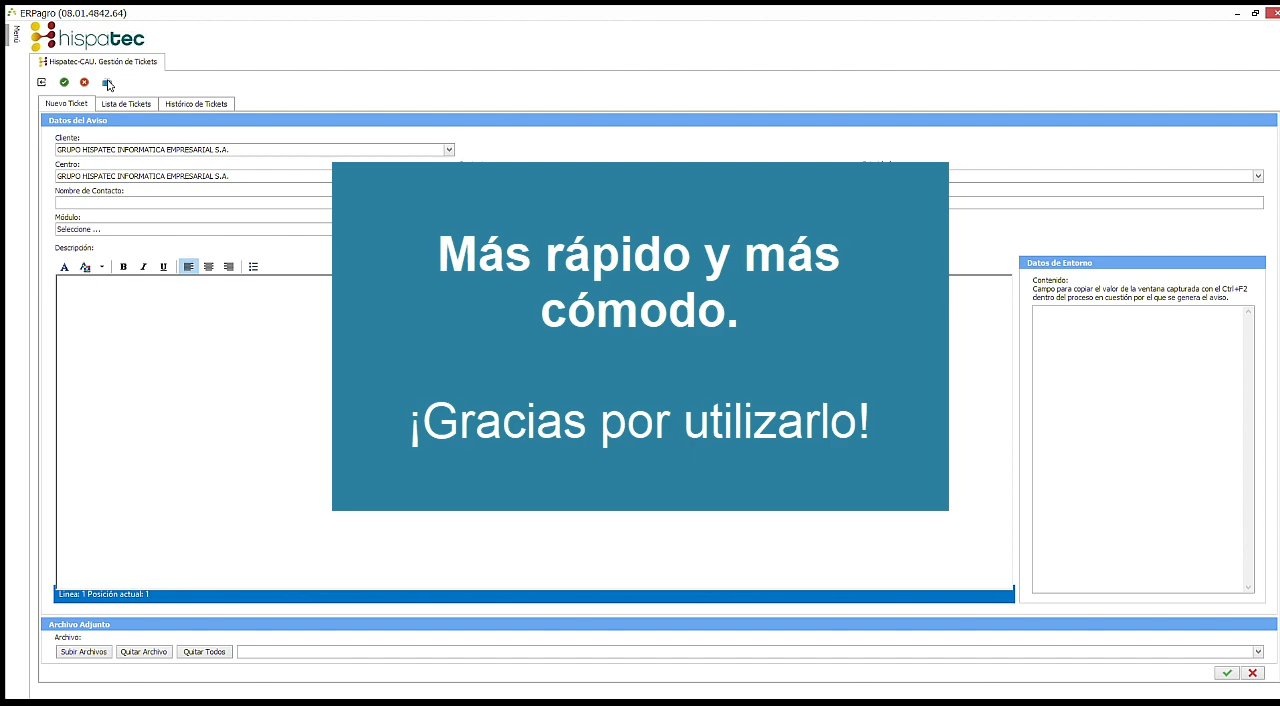 ERPagro (08.01.4842.64)
Menú
hispatec
Hispatec-CAU. Gestión de Tickets
Nuevo Ticket
Lista de Tickets
Histórico de Tickets
Datos del Aviso
Cliente:
GRUPO HISPATEC INFORMATICA EMPRESARIAL S.A.
Centro:
GRUPO HISPATEC INFORMATICA EMPRESARIAL S.A.
Nombre de Contacto:
Módulo:
Seleccione ...
Descripción:
Más rápido y más
cómodo.
¡Gracias por utilizarlo!
Datos de Entorno
Contenido:
Campo para copiar el valor de la ventana capturada con el Ctrl+F2
dentro del proceso en cuestión por el que se genera el aviso.
Linea: 1 Posición actual: 1
Archivo Adjunto
Archivo:
Subir Archivos
Quitar Archivo
Quitar Todos